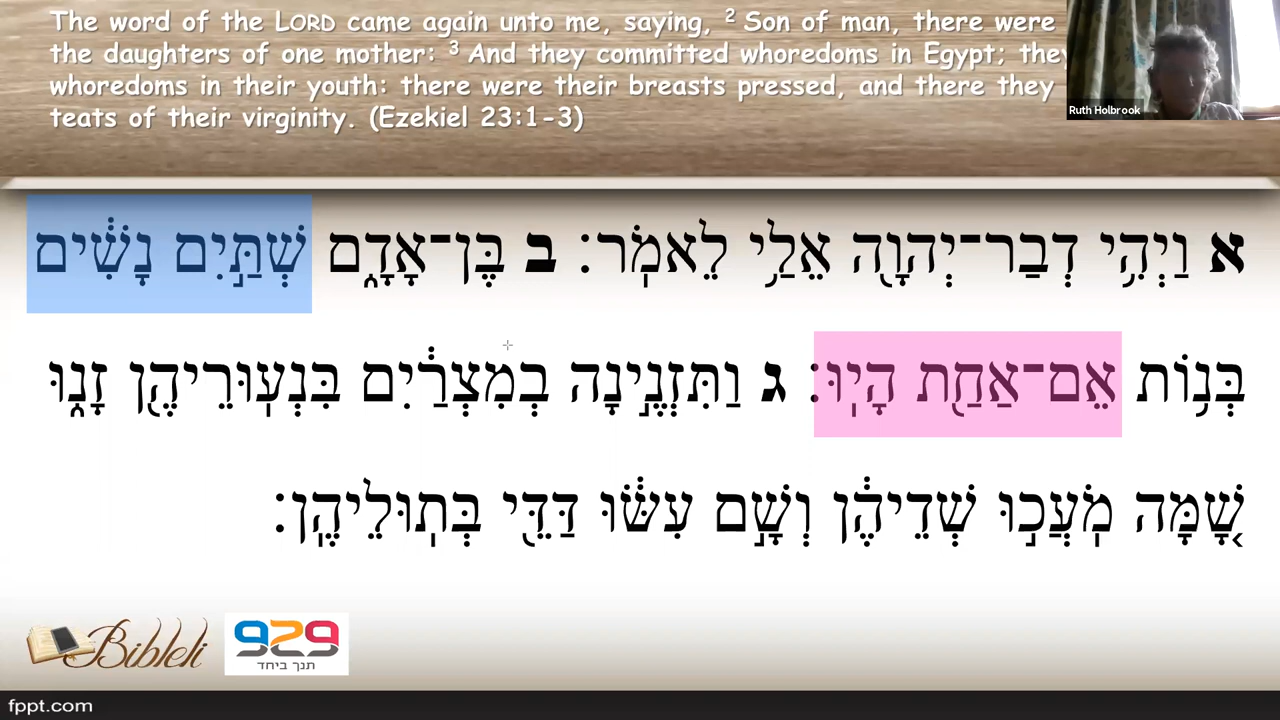 The word of the LORD came again unto me, saying, ² Son of man, there were
the daughters of one mother: ³ And they committed whoredoms in Egypt; they
whoredoms in their youth: there were their breasts pressed, and there they
teats of their virginity. (Ezekiel 23:1-3)
Ruth Holbrook
א וַיְהִ֥י דְבַר־יְהוָ֖ה אֵלַ֥י לֵאמֹֽר׃ ב בֶּן־אָדָ֑ם שְׁתַּ֣יִם נָשִׁ֔ים
בְּנ֥וֹת אֵם־אַחַ֖ת הָיֽוּ׃ ג וַתִּזְנֶ֣ינָה בְמִצְרַ֔יִם בִּנְעֽוּרֵיהֶ֖ן זָנ֑וּ
שָׁ֚מָּה מֹעֲכ֣וּ שְׁדֵיהֶ֔ן וְשָׁ֣ם עִשּׂ֔וּ דַּדֵּ֖י בְּתוּלֵיהֶֽן׃
Bibleli
929
תנך ביחד
fppt.com